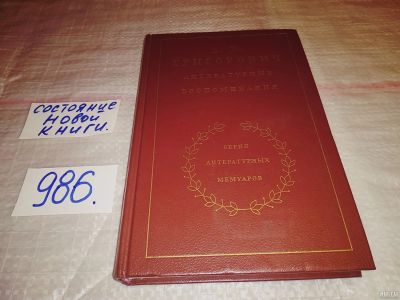 СОСТОЯНИЕ
НОВОЙ
КНИГИ.
986.
ГРИГОРОВИЧ
ЛИТЕРАТУРНЫЕ
ВОСПОМИНАНИЯ
СЕРИЯ
ЛИТЕРАТУРНЫХ
МЕМУАРОВ